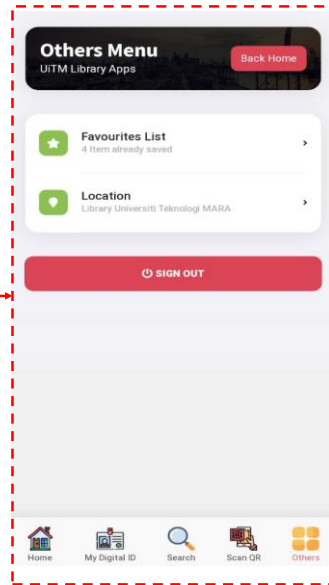 Others Menu
UiTM Library Apps
Back Home
Favourites List
4 Item already saved
Location
Library Universiti Teknologi MARA
SIGN OUT
Home
My Digital ID
Search
Scan QR
Others